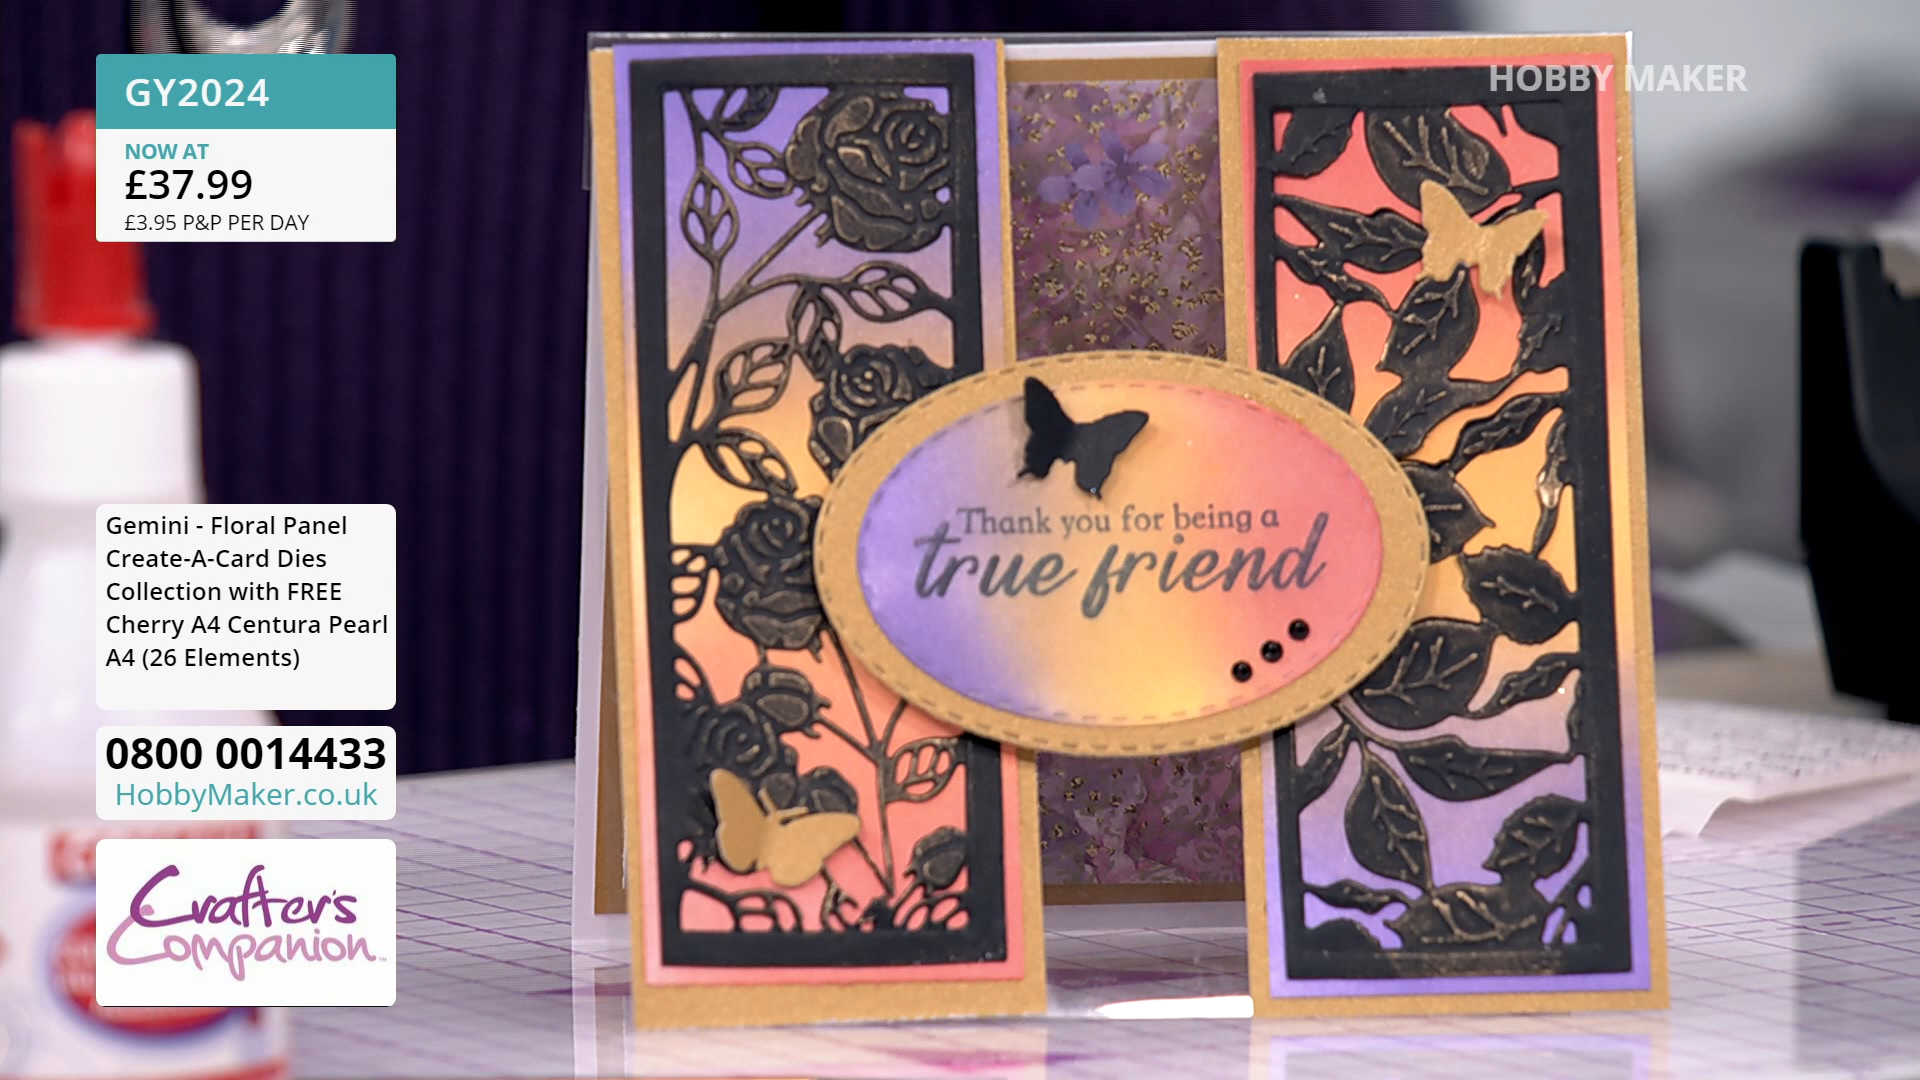 GY2024
NOW AT
£37.99
£3.95 P&P PER DAY
Gemini - Floral Panel
Create-A-Card Dies
Collection with FREE
Cherry A4 Centura Pearl
A4 (26 Elements)
0800 0014433
HobbyMaker.co.uk
Crafter's
Companion™
HOBBY MAKER
Thank you for being a
true friend